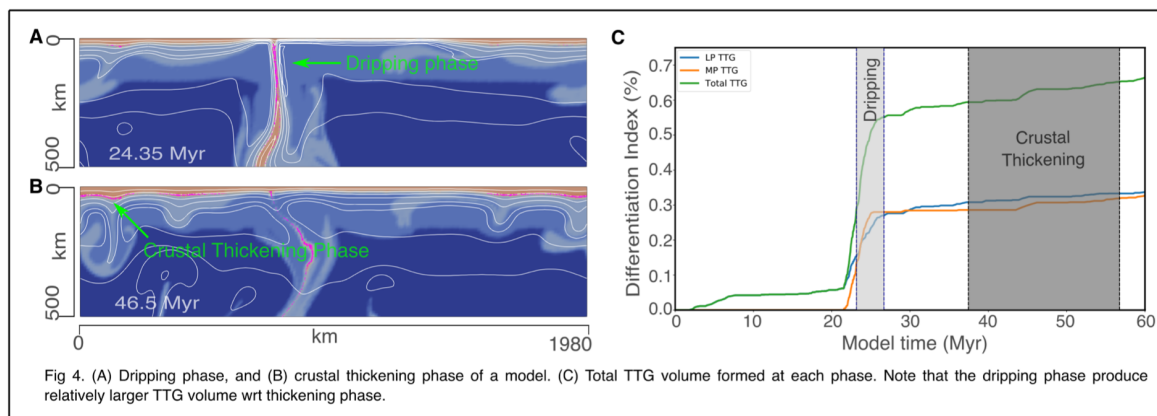 A
0
km
500
Dripping phase
24.35 Myr
B
0
500
Crustal Thickening Phase
46.5 Myr
0
km
1980
C
Differentiation Index (%)
0.7
0.6
0.5
0.4
0.3
0.2
0.1
0.0
LP TTG
MP TTG
Total TTG
Dripping
Crustal
Thickening
0 10 20 30 40 50 60
Model time (Myr)
Fig 4. (A) Dripping phase, and (B) crustal thickening phase of a model. (C) Total TTG volume formed at each phase. Note that the dripping phase produce
relatively larger TTG volume wrt thickening phase.